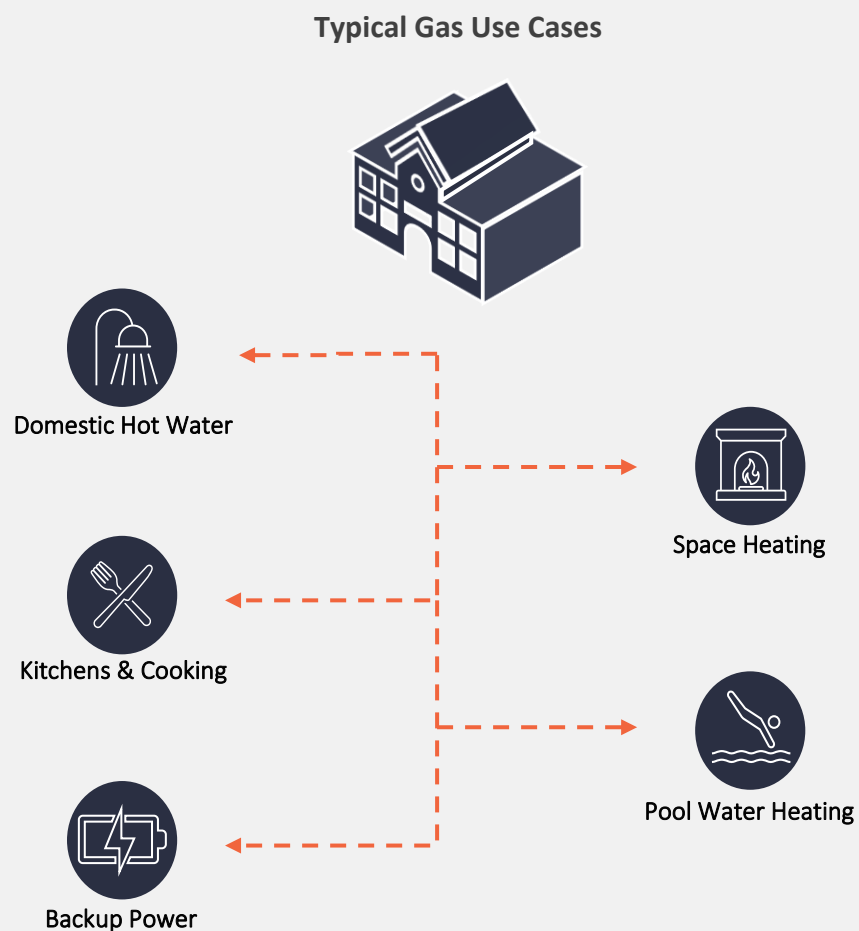 Typical Gas Use Cases
Domestic Hot Water
Space Heating
Kitchens & Cooking
Pool Water Heating
Backup Power